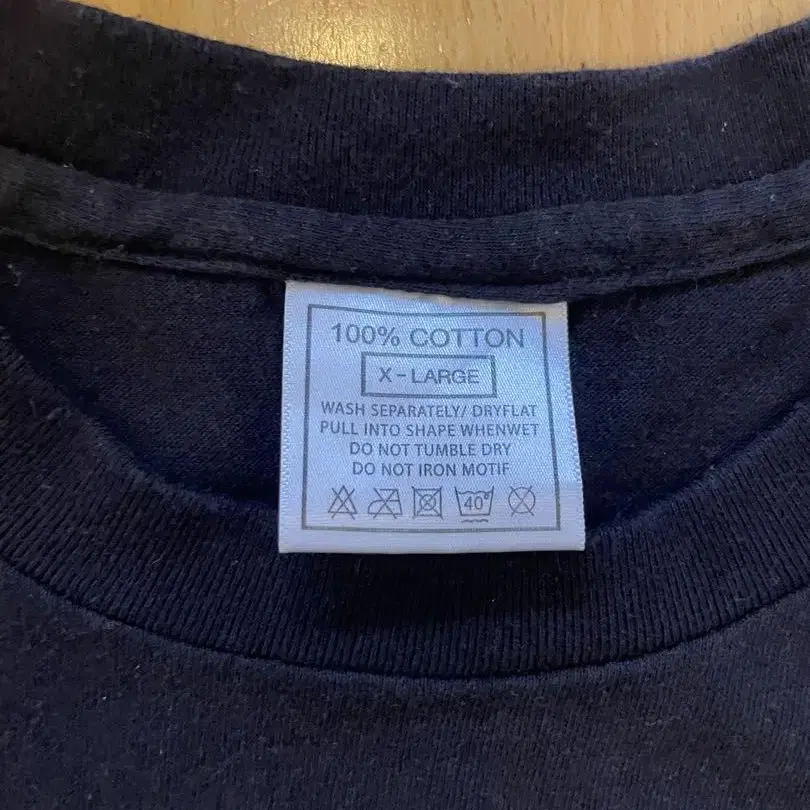 100% COTTON
X-LARGE
WASH SEPARATELY/ DRYFLAT
PULL INTO SHAPE WHENWET
DO NOT TUMBLE DRY
DO NOT IRON MOTIF
40°